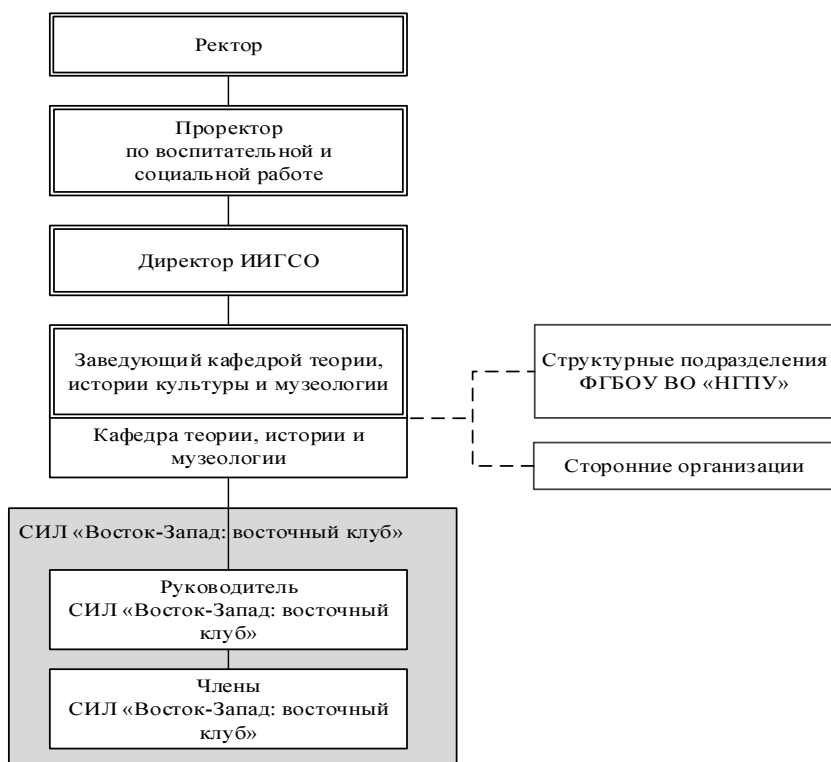 Ректор
Проректор
по воспитательной и
социальной работе
Директор ИИГСО
Заведующий кафедрой теории,
истории культуры и музеологии
Кафедра теории, истории и
музеологии
Структурные подразделения
ФГБОУ ВО «НГПУ»
Сторонние организации
СИЛ «Восток-Запад: восточный клуб»
Руководитель
СИЛ «Восток-Запад: восточный
клуб»
Члены
СИЛ «Восток-Запад: восточный
клуб»